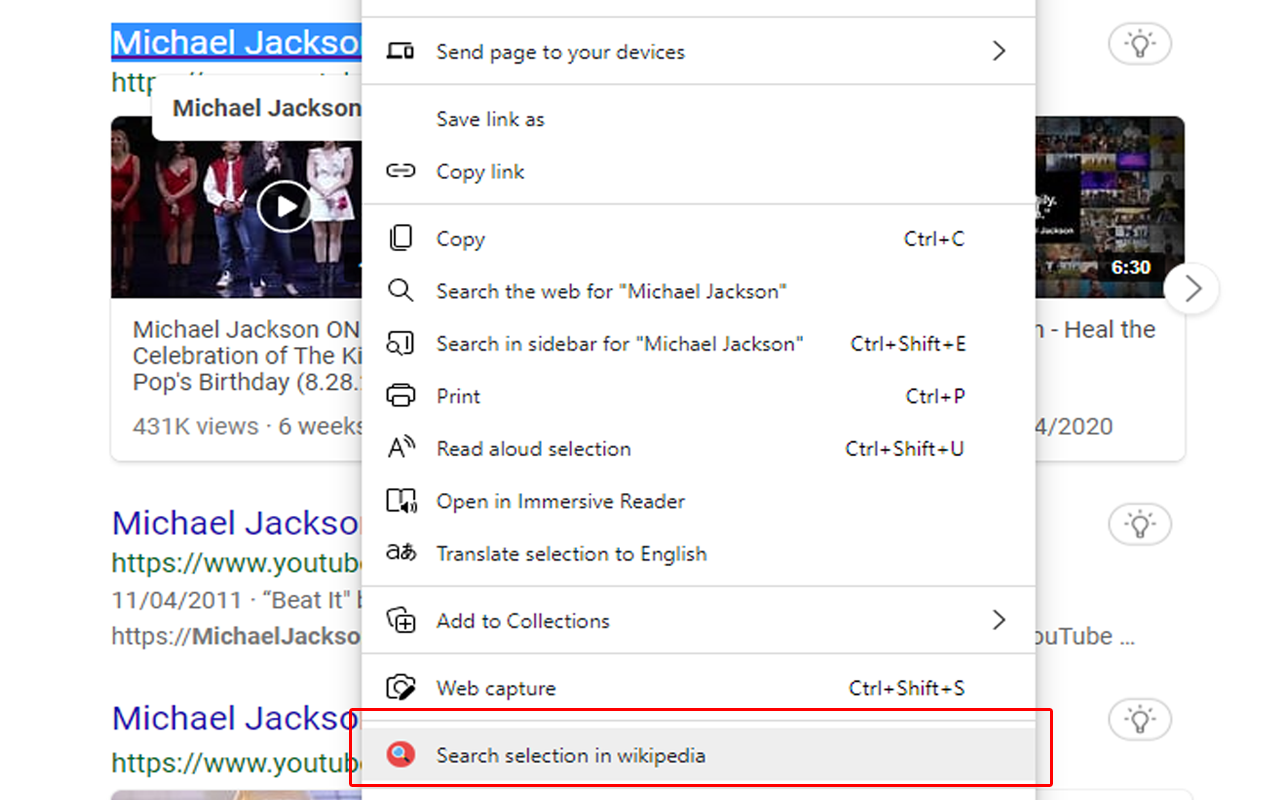 Michael Jackso
http
Michael Jackson
Michael Jackson ON
Celebration of The Ki
Pop's Birthday (8.28.
431K views · 6 weeks
Send page to your devices
Save link as
Copy link
Copy Ctrl+C
Search the web for "Michael Jackson"
Search in sidebar for "Michael Jackson" Ctrl+Shift+E
Print Ctrl+P
Read aloud selection Ctrl+Shift+U
Open in Immersive Reader
Translate selection to English
Add to Collections
Web capture Ctrl+Shift+S
Search selection in wikipedia
ily.
l Jackson
6:30
n - Heal the
4/2020
Michael Jackso
https://www.youtub
11/04/2011 · “Beat It"
https://MichaelJackso
ouTube ...
Michael Jackso
https://www.youtub